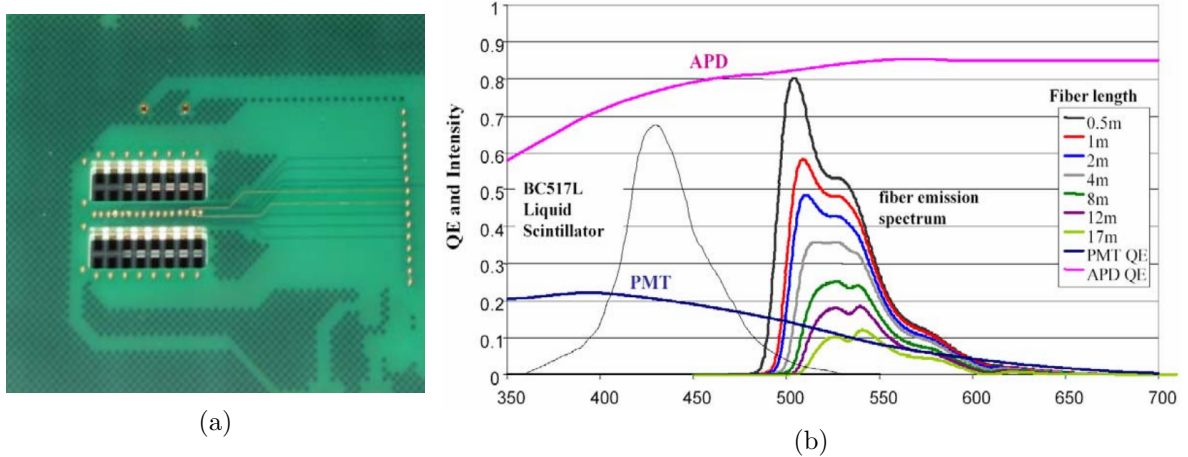 1
0.9
0.8
0.7
0.6
0.5
0.4
0.3
0.2
0.1
0
QE and Intensity
APD
BC517L
Liquid
Scintillator
PMT
fiber emission
spectrum
Fiber length
0.5m
1m
2m
4m
8m
12m
17m
PMT QE
APD QE
350 400 450 500 550 600 650 700
(a)
(b)